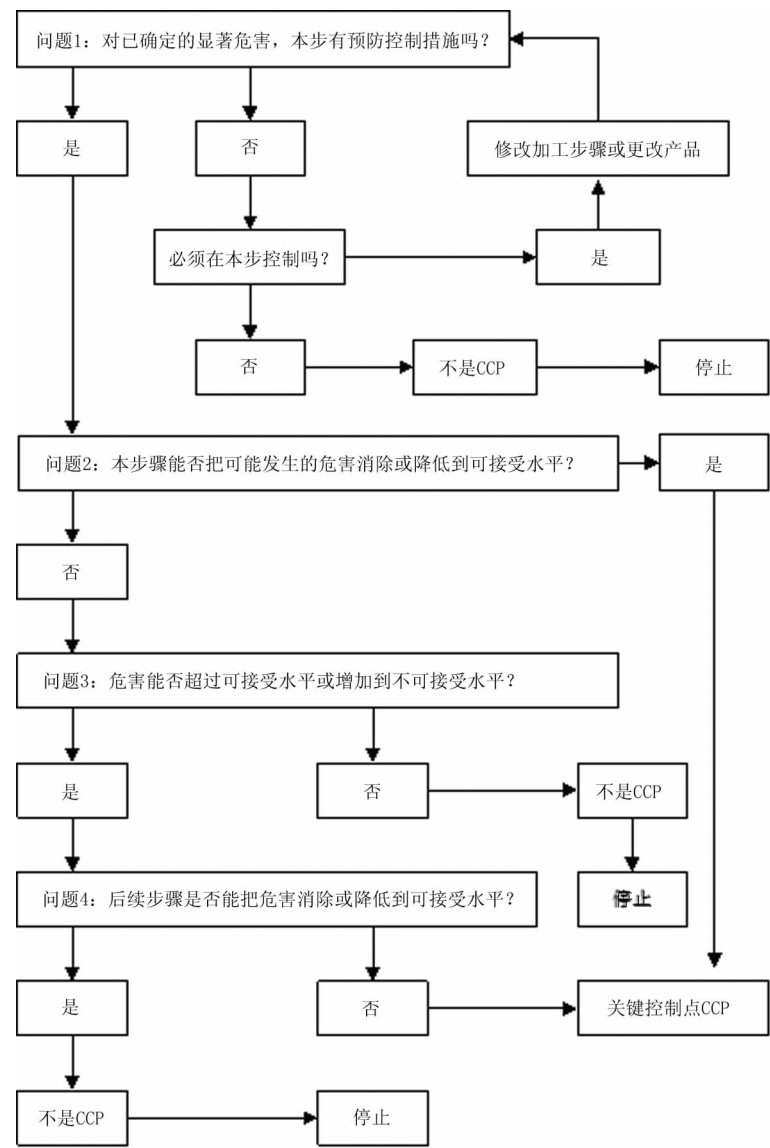 问题1：对已确定的显著危害，本步有预防控制措施吗？
是
否
修改加工步骤或更改产品
必须在本步控制吗？
是
否
不是CCP
停止
问题2：本步骤能否把可能发生的危害消除或降低到可接受水平？
是
否
问题3：危害能否超过可接受水平或增加到不可接受水平？
是
否
不是CCP
停止
问题4：后续步骤是否能把危害消除或降低到可接受水平？
是
否
关键控制点CCP
不是CCP
停止